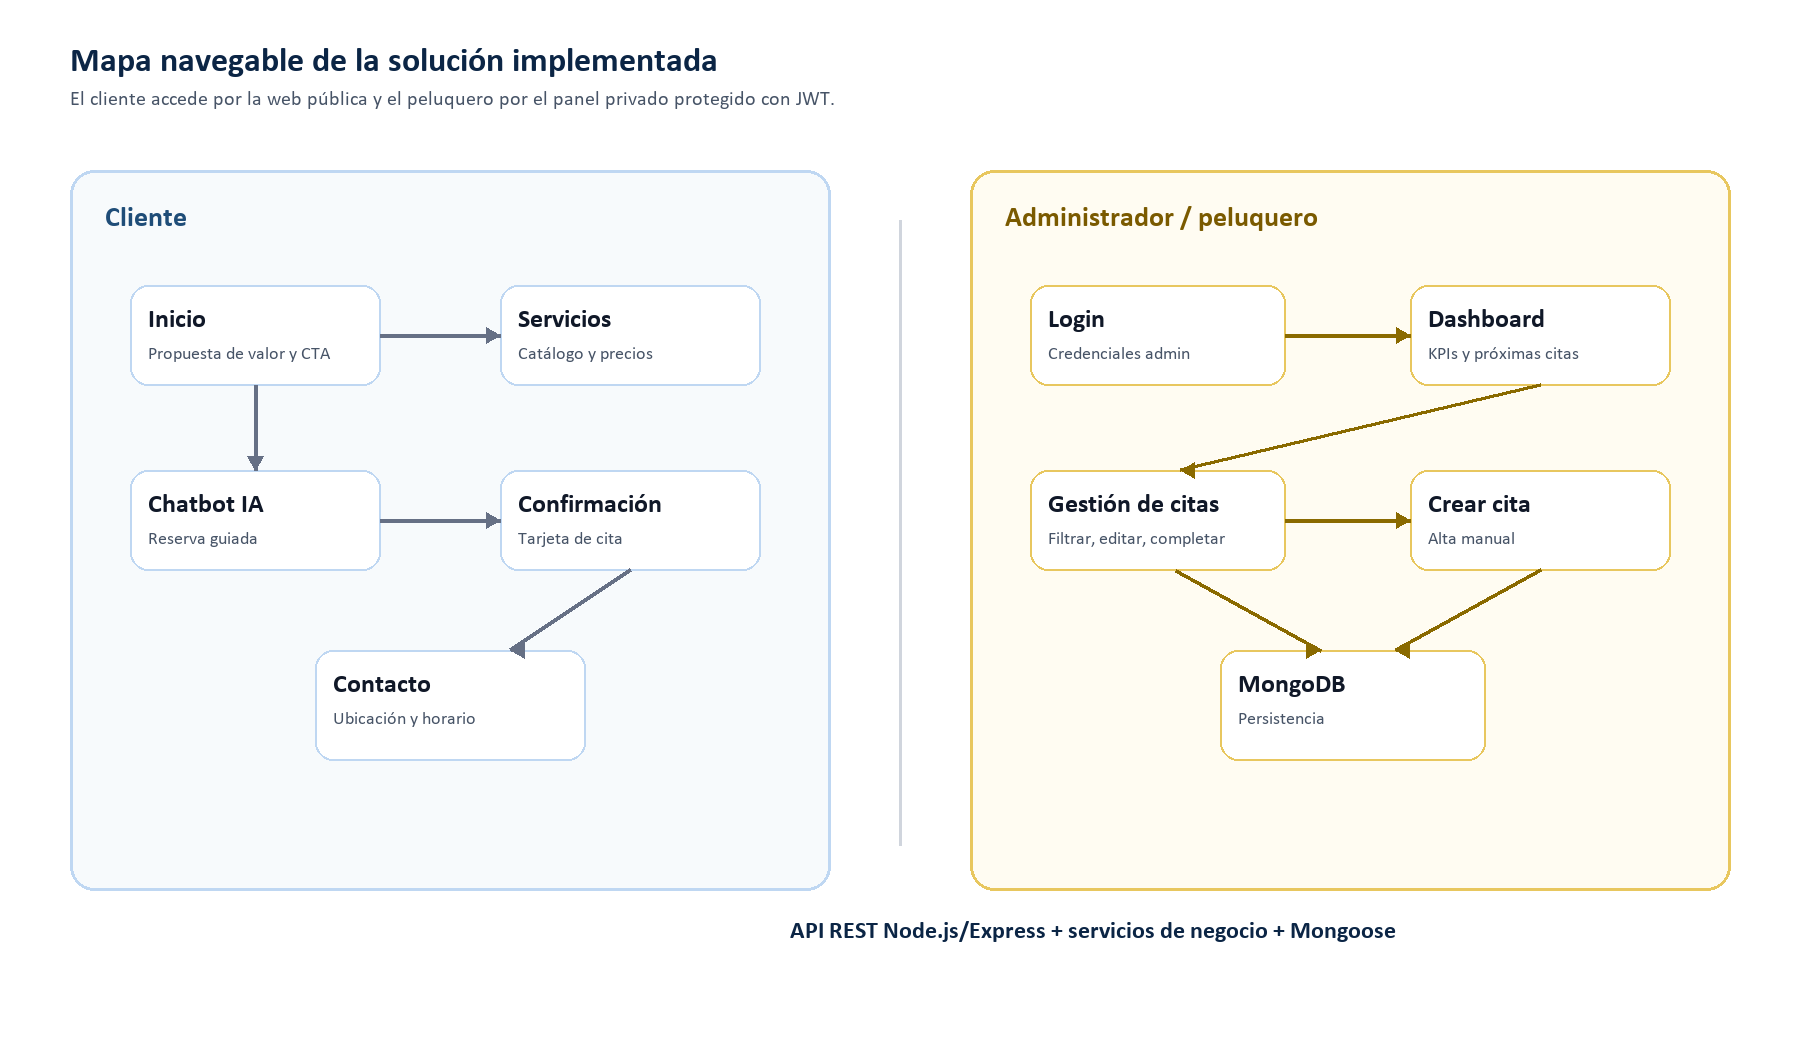 Mapa navegable de la solución implementada
El cliente accede por la web pública y el peluquero por el panel privado protegido con JWT.
Cliente
Inicio
Propuesta de valor y CTA
Servicios
Catálogo y precios
Chatbot IA
Reserva guiada
Confirmación
Tarjeta de cita
Contacto
Ubicación y horario
Administrador / peluquero
Login
Credenciales admin
Dashboard
KPIs y próximas citas
Gestión de citas
Filtrar, editar, completar
Crear cita
Alta manual
MongoDB
Persistencia
API REST Node.js/Express + servicios de negocio + Mongoose